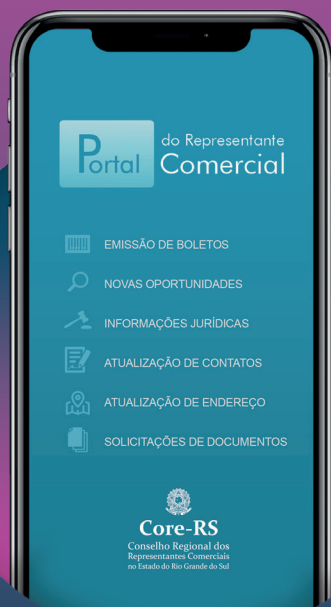 Portal
do Representante
Comercial
EMISSÃO DE BOLETOS
NOVAS OPORTUNIDADES
INFORMAÇÕES JURÍDICAS
ATUALIZAÇÃO DE CONTATOS
ATUALIZAÇÃO DE ENDEREÇO
SOLICITAÇÕES DE DOCUMENTOS
Core-RS
Conselho Regional dos
Representantes Comerciais
no Estado do Rio Grande do Sul